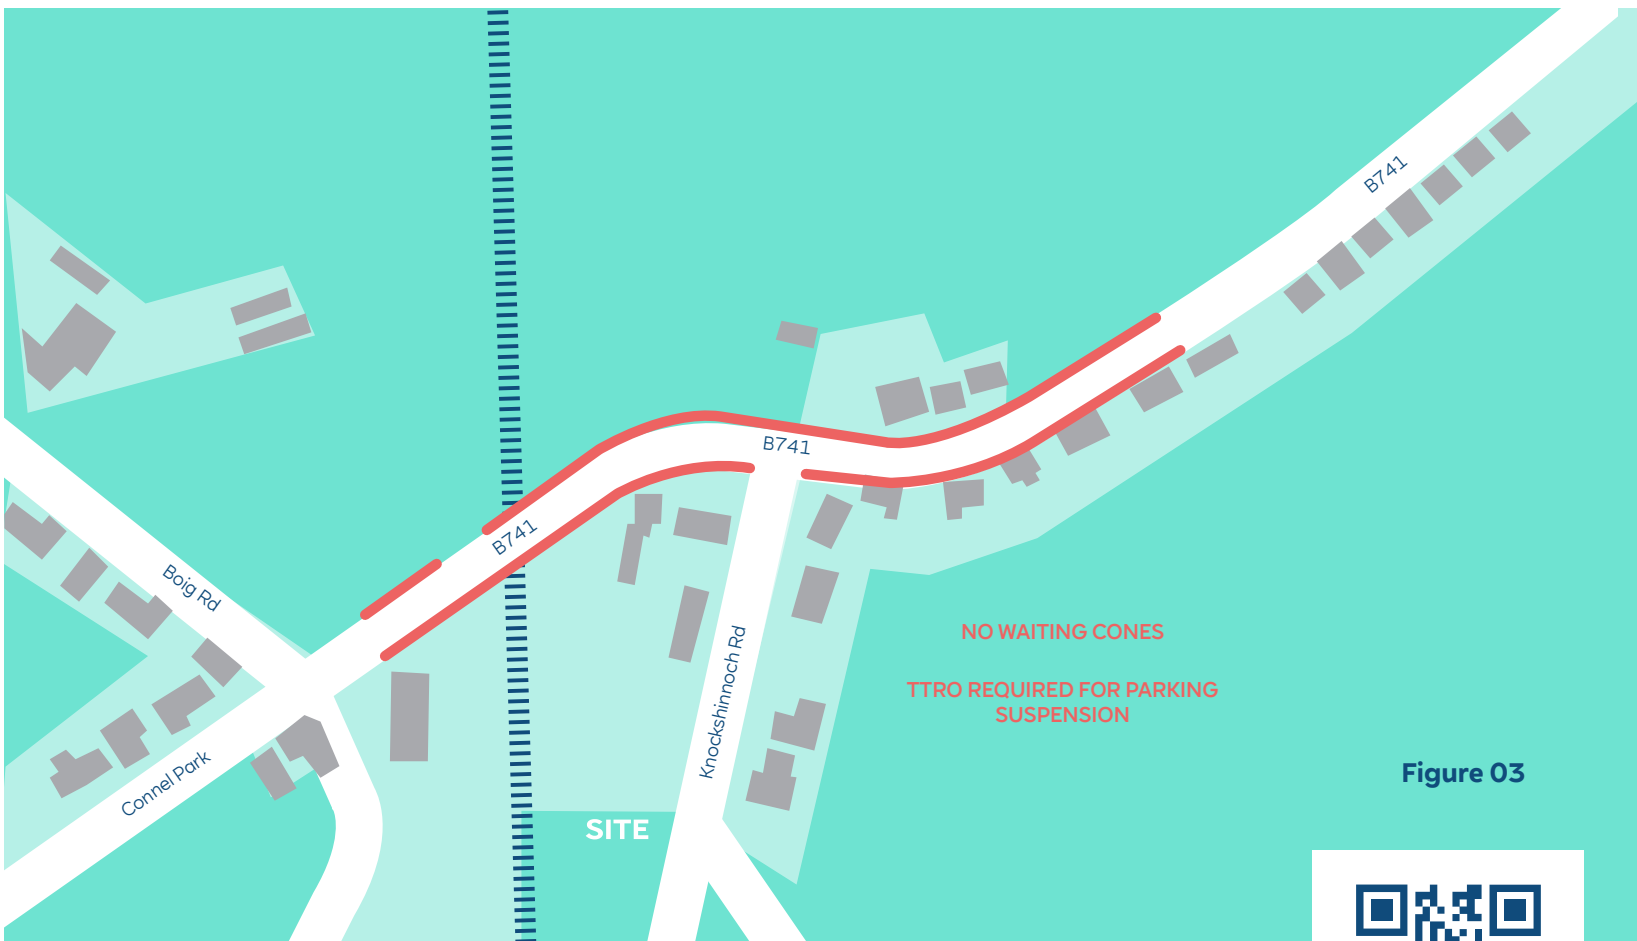 B741
B741
B741
Boig Rd
Connel Park
Knockshinnoch Rd
NO WAITING CONES
TTRO REQUIRED FOR PARKING
SUSPENSION
Figure 03
SITE